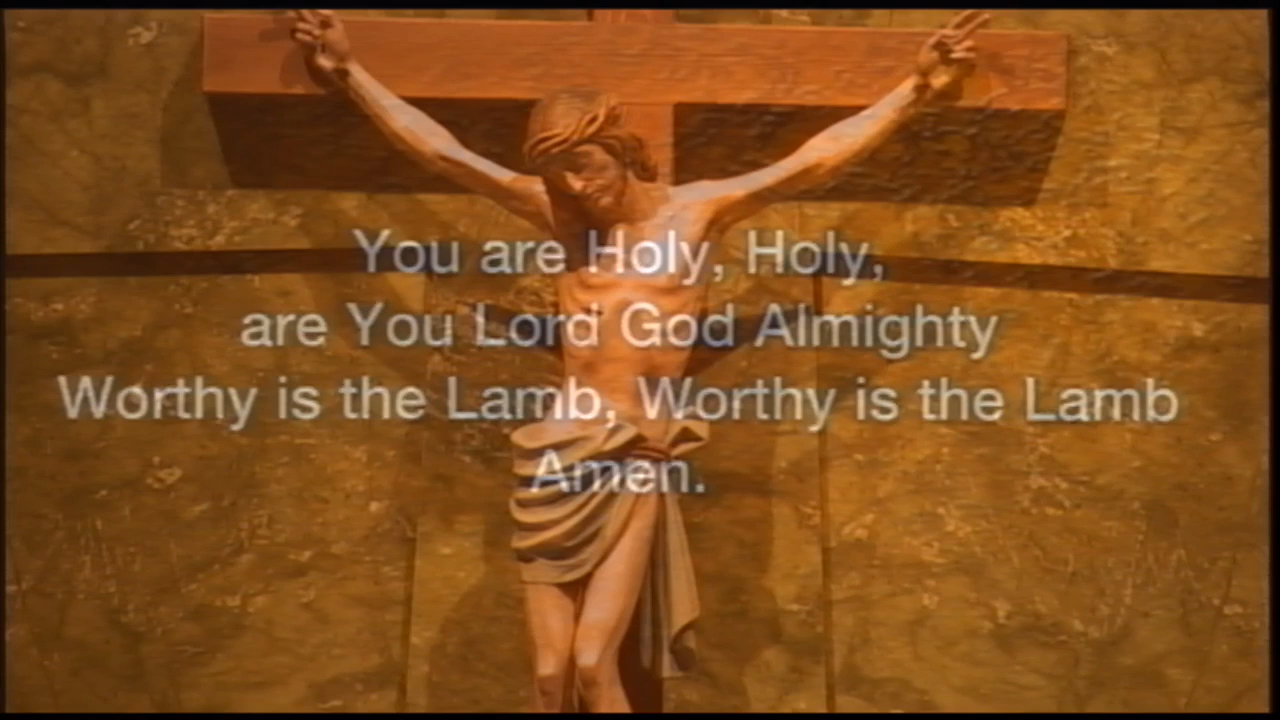 You are Holy, Holy,
are You Lord God Almighty
Worthy is the Lamb, Worthy is the Lamb
Amen.